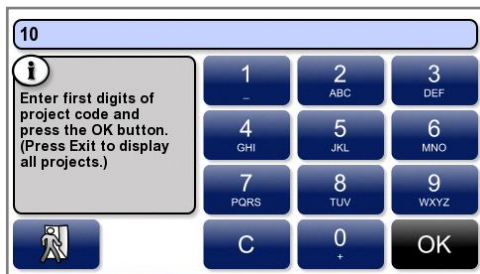 10
i
Enter first digits of
project code and
press the OK button.
(Press Exit to display
all projects.)
1
_
2
ABC
3
DEF
4
GHI
5
JKL
6
MNO
7
PQRS
8
TUV
9
WXYZ
C
0
+
OK